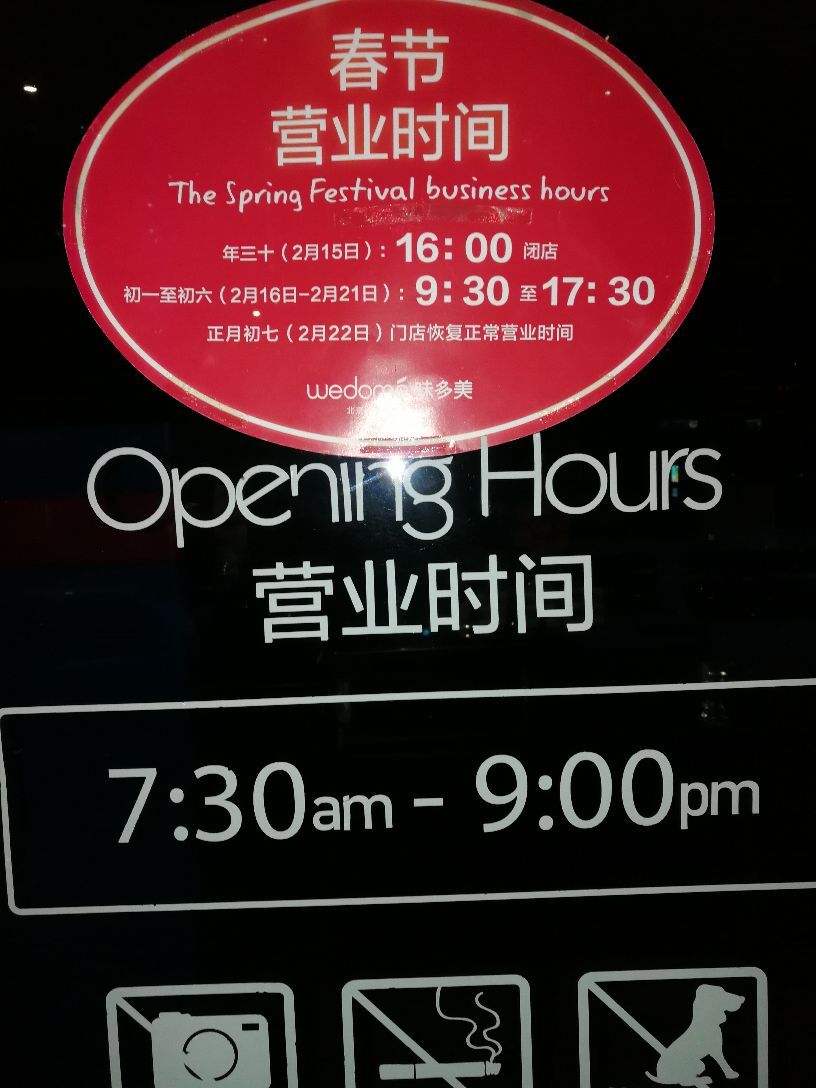 春节
营业时间
The Spring Festival business hours
年三十（2月15日）：16：00 闭店
初一至初六（2月16日-2月21日）：9：30 至17：30
正月初七（2月22日）门店恢复正常营业时间
wedomé 味多美
Opening Hours
营业时间
7:30am - 9:00pm